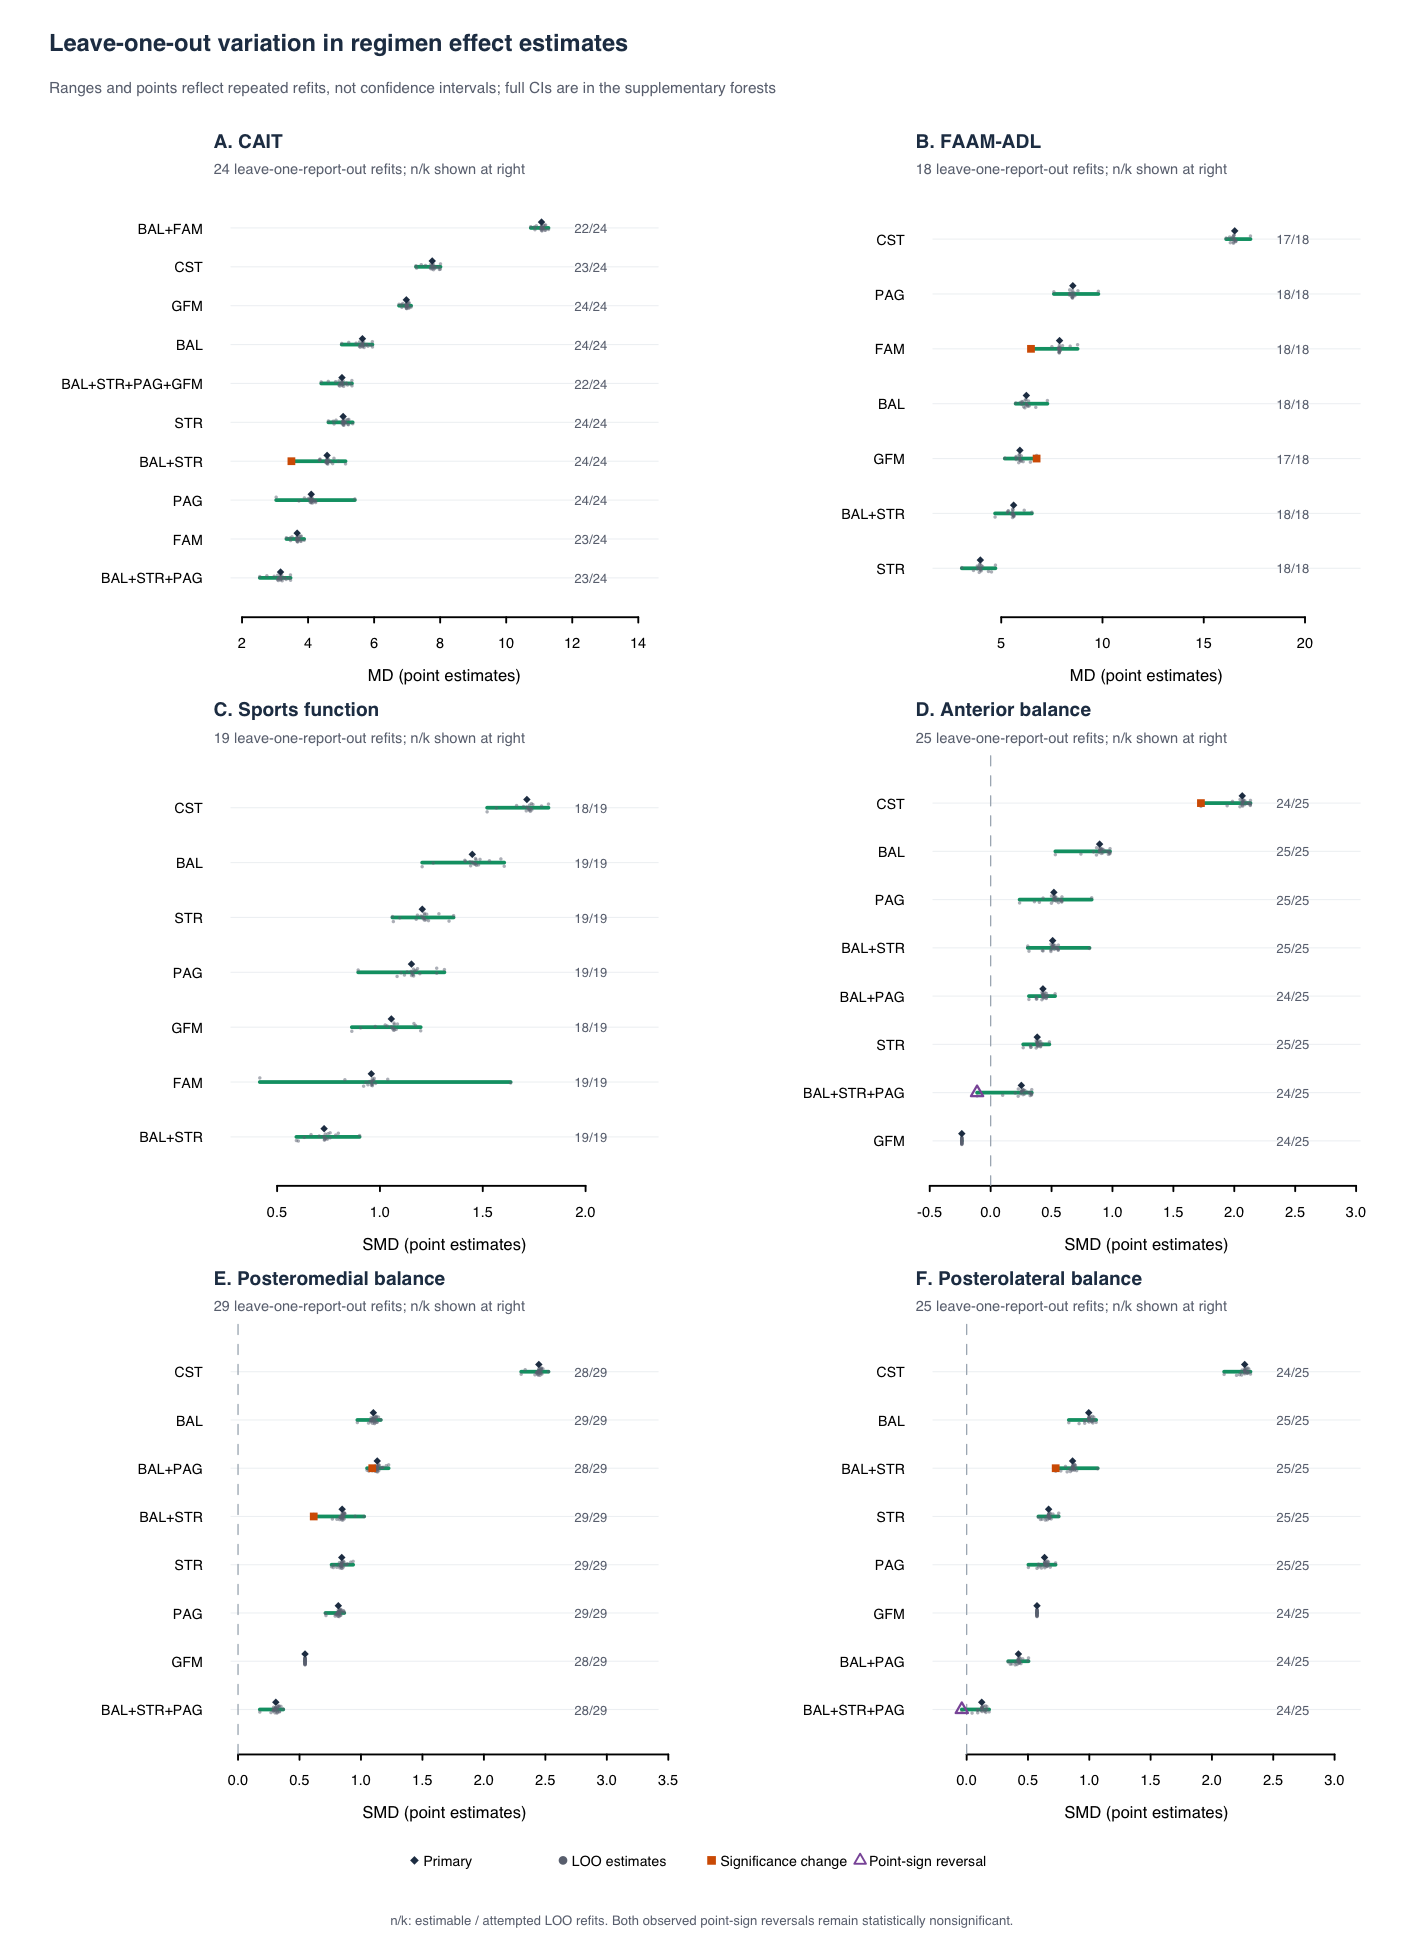 Leave-one-out variation in regimen effect estimates
Ranges and points reflect repeated refits, not confidence intervals; full CIs are in the supplementary forests
A. CAIT
24 leave-one-report-out refits; n/k shown at right
BAL+FAM 22/24
CST 23/24
GFM 24/24
BAL 24/24
BAL+STR+PAG+GFM 22/24
STR 24/24
BAL+STR 24/24
PAG 24/24
FAM 23/24
BAL+STR+PAG 23/24
2 4 6 8 10 12 14
MD (point estimates)
B. FAAM-ADL
18 leave-one-report-out refits; n/k shown at right
CST 17/18
PAG 18/18
FAM 18/18
BAL 18/18
GFM 17/18
BAL+STR 18/18
STR 18/18
5 10 15 20
MD (point estimates)
C. Sports function
19 leave-one-report-out refits; n/k shown at right
CST 18/19
BAL 19/19
STR 19/19
PAG 19/19
GFM 18/19
FAM 19/19
BAL+STR 19/19
0.5 1.0 1.5 2.0
SMD (point estimates)
D. Anterior balance
25 leave-one-report-out refits; n/k shown at right
CST 24/25
BAL 25/25
PAG 25/25
BAL+STR 25/25
BAL+PAG 24/25
STR 25/25
BAL+STR+PAG 24/25
GFM 24/25
-0.5 0.0 0.5 1.0 1.5 2.0 2.5 3.0
SMD (point estimates)
E. Posteromedial balance
29 leave-one-report-out refits; n/k shown at right
CST 28/29
BAL 29/29
BAL+PAG 28/29
BAL+STR 29/29
STR 29/29
PAG 29/29
GFM 28/29
BAL+STR+PAG 28/29
0.0 0.5 1.0 1.5 2.0 2.5 3.0 3.5
SMD (point estimates)
F. Posterolateral balance
25 leave-one-report-out refits; n/k shown at right
CST 24/25
BAL 25/25
BAL+STR 25/25
STR 25/25
PAG 25/25
GFM 24/25
BAL+PAG 24/25
BAL+STR+PAG 24/25
0.0 0.5 1.0 1.5 2.0 2.5 3.0
SMD (point estimates)
Primary LOO estimates Significance change Point-sign reversal
n/k: estimable / attempted LOO refits. Both observed point-sign reversals remain statistically nonsignificant.